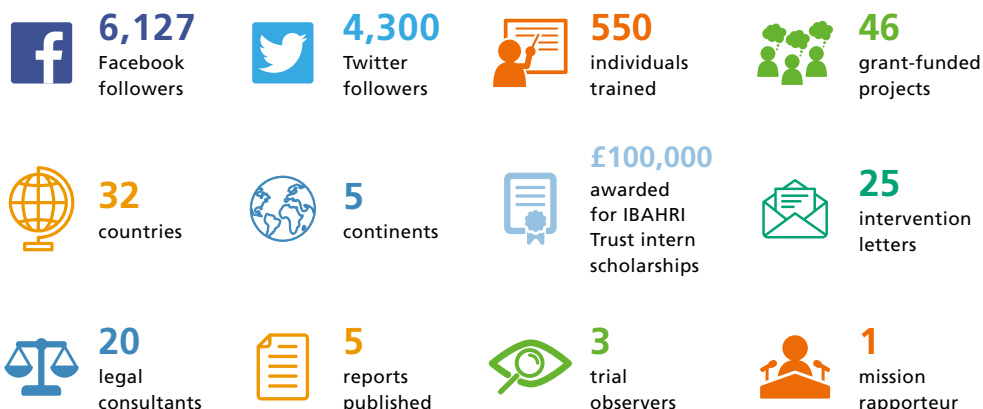 6,127
Facebook
followers
4,300
Twitter
followers
550
individuals
trained
46
grant-funded
projects
32
countries
5
continents
£100,000
awarded
for IBAHRI
Trust intern
scholarships
25
intervention
letters
20
legal
consultants
5
reports
published
3
trial
observers
1
mission
rapporteur